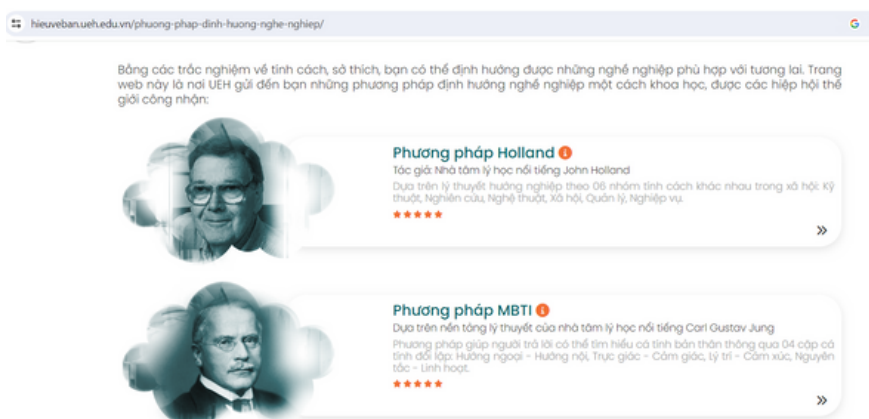 hieuveban.ueh.edu.vn/phuong-phap-dinh-huong-nghe-nghiep/
Bằng các trắc nghiệm về tính cách, sở thích, bạn có thể định hướng được những nghề nghiệp phù hợp với tương lai. Trang
web này là nơi UEH gửi đến bạn những phương pháp định hướng nghề nghiệp một cách khoa học, được các hiệp hội thế
giới công nhận:
Phương pháp Holland
Tác giả: Nhà tâm lý học nổi tiếng John Holland
Dựa trên lý thuyết hướng nghiệp theo 06 nhóm tính cách khác nhau trong xã hội: Kỹ
thuật, Nghiên cứu, Nghệ thuật, Xã hội, Quản lý, Nghiệp vụ.
Phương pháp MBTI
Dựa trên nền tảng lý thuyết của nhà tâm lý học nổi tiếng Carl Gustav Jung
Phương pháp giúp người trả lời có thể tìm hiểu cá tính bản thân thông qua 04 cặp cá
tính đối lập: Hướng ngoại - Hướng nội, Trực giác - Cảm giác, Lý trí - Cảm xúc, Nguyên
tắc - Linh hoạt.